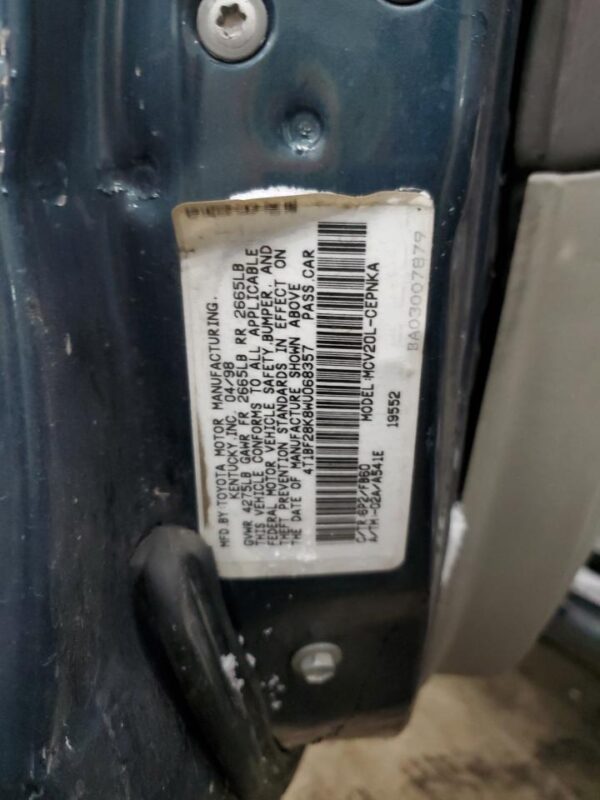 MFD.BY TOYOTA MOTOR MANUFACTURING,
KENTUCKY,INC. 04/98
GVWR 4275LB GAWR FR 2665LB RR 2665LB
THIS VEHICLE CONFORMS TO ALL APPLICABLE
FEDERAL MOTOR VEHICLE SAFETY,BUMPER, AND
THEFT PREVENTION STANDARDS IN EFFECT ON
THE DATE OF MANUFACTURE SHOWN ABOVE
4T1BF28K8WU068357 PASS.CAR
C/TR 6P2/FB60 MODEL:MCV20L-CEPNKA
A/TM-02A/A541E 19552
BA03007879